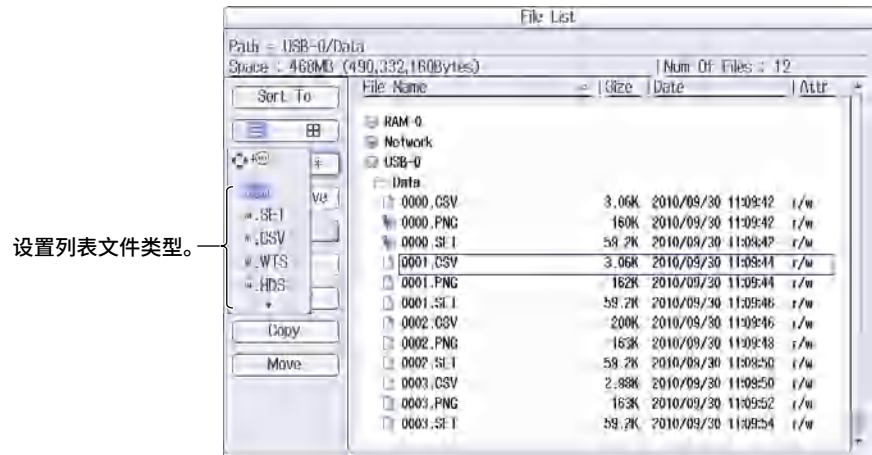 File List
Path = USB-0/Data
Space : 468MB (490,332,160Bytes) Num Of Files : 12
Sort To
File Name Size Date Attr
RAM-0
Network
USB-0
Data
0000.CSV 3.06K 2010/09/30 11:09:42 r/w
0000.PNG 160K 2010/09/30 11:09:42 r/w
0000.SET 59.2K 2010/09/30 11:09:42 r/w
0001.CSV 3.06K 2010/09/30 11:09:44 r/w
0001.PNG 162K 2010/09/30 11:09:44 r/w
0001.SET 59.2K 2010/09/30 11:09:46 r/w
0002.CSV 200K 2010/09/30 11:09:46 r/w
0002.PNG 163K 2010/09/30 11:09:48 r/w
0002.SET 59.2K 2010/09/30 11:09:50 r/w
0003.CSV 2.98K 2010/09/30 11:09:50 r/w
0003.PNG 163K 2010/09/30 11:09:52 r/w
0003.SET 59.2K 2010/09/30 11:09:54 r/w
设置列表文件类型。
*.SET
*.CSV
*.WTS
*.HDS
*
Copy
Move